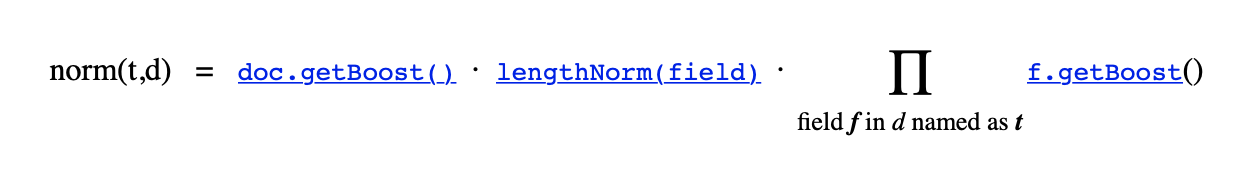 norm(t,d) = doc.getBoost() · lengthNorm(field) · ∏ f.getBoost()
field f in d named as t